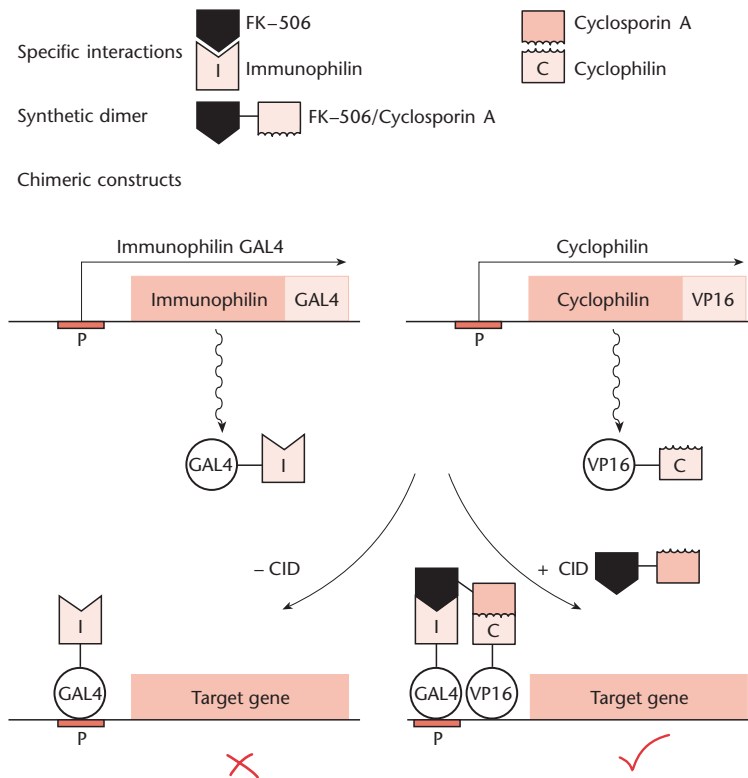 FK–506
Cyclosporin A
Specific interactions
I
Immunophilin
C
Cyclophilin
Synthetic dimer
FK–506/Cyclosporin A
Chimeric constructs
Immunophilin GAL4
Cyclophilin
Immunophilin GAL4
Cyclophilin VP16
P
P
GAL4 I
VP16 C
– CID
+ CID
I
I C
GAL4 Target gene
GAL4 VP16 Target gene
P
P